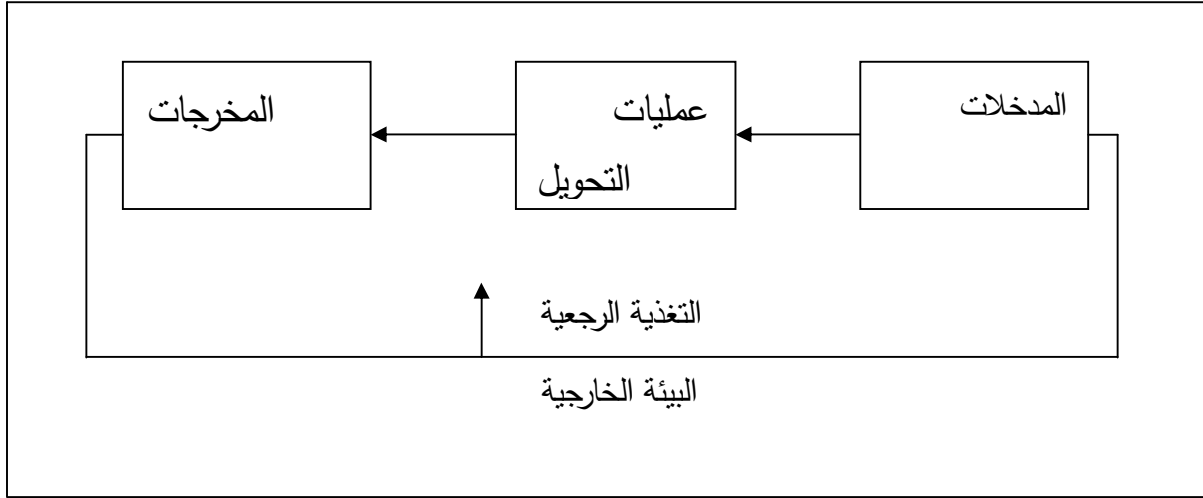 المدخلات
عمليات
التحويل
المخرجات
التغذية الرجعية
البيئة الخارجية